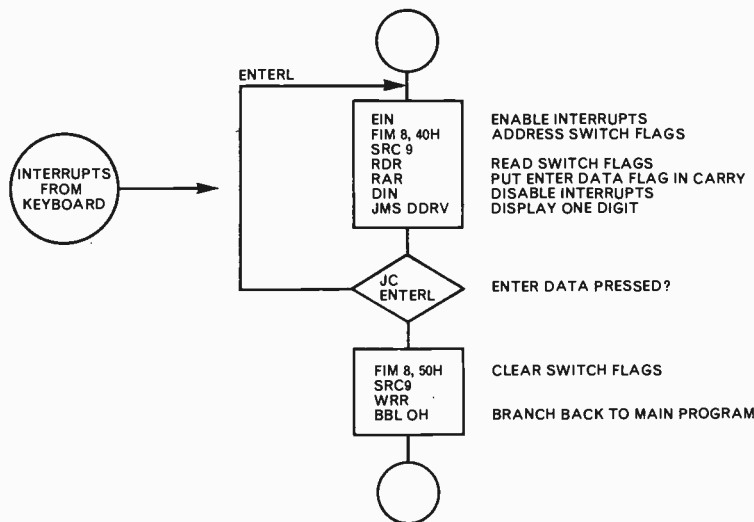 ENTERL
EIN ENABLE INTERRUPTS
FIM 8, 40H ADDRESS SWITCH FLAGS
SRC 9
RDR READ SWITCH FLAGS
RAR PUT ENTER DATA FLAG IN CARRY
DIN DISABLE INTERRUPTS
JMS DDRV DISPLAY ONE DIGIT
INTERRUPTS
FROM
KEYBOARD
JC
ENTERL
ENTER DATA PRESSED?
FIM 8, 50H CLEAR SWITCH FLAGS
SRC9
WRR
BBL OH BRANCH BACK TO MAIN PROGRAM